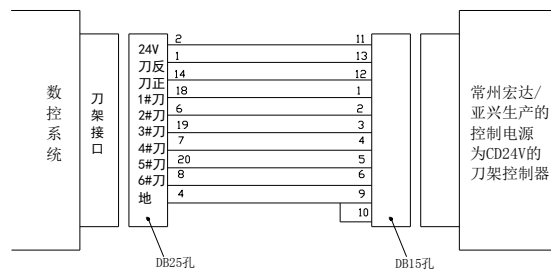 数
控
系
统
刀
架
接
口
24V
刀反
刀正
1#刀
2#刀
3#刀
4#刀
5#刀
6#刀
地
2
1
14
18
6
19
7
20
8
4
11
13
12
1
2
3
4
5
6
9
10
常州宏达/
亚兴生产的
控制电源
为CD24V的
刀架控制器
DB25孔
DB15孔